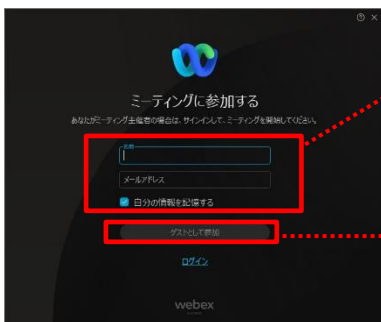 ミーティングに参加する
あなたがミーティング主催者の場合は、サインインして、ミーティングを開始してください。
名前
メールアドレス
自分の情報を記憶する
ゲストとして参加
ログイン
webex